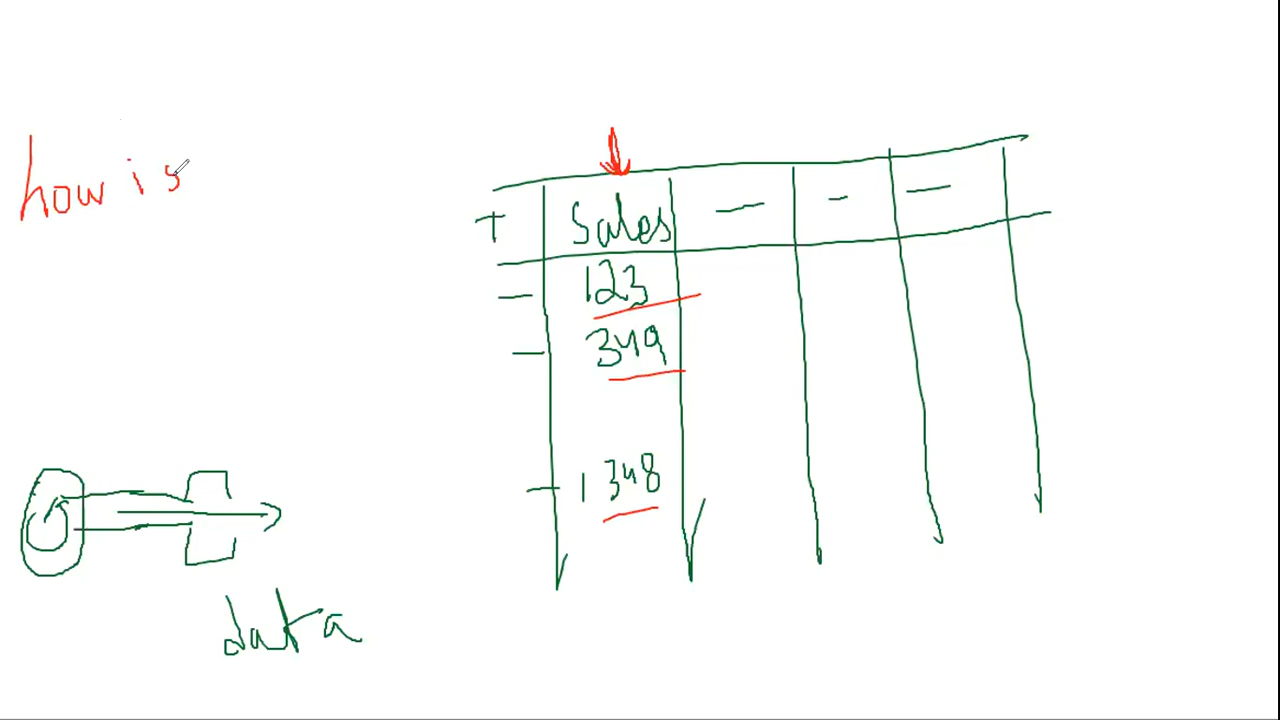 how is
T Sales — - —
123
349
1348
data